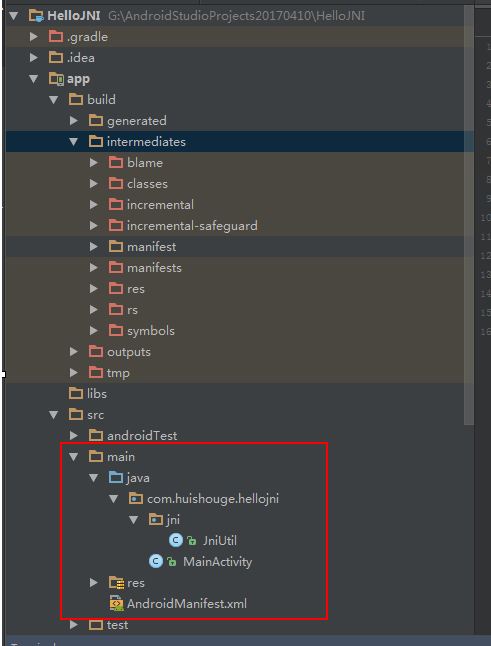 HelloJNI G:\AndroidStudioProjects20170410\HelloJNI
.gradle
.idea
app
build
generated
intermediates
blame
classes
incremental
incremental-safeguard
manifest
manifests
res
rs
symbols
outputs
tmp
libs
src
androidTest
main
java
com.huishouge.hellojni
jni
JniUtil
MainActivity
res
AndroidManifest.xml
test